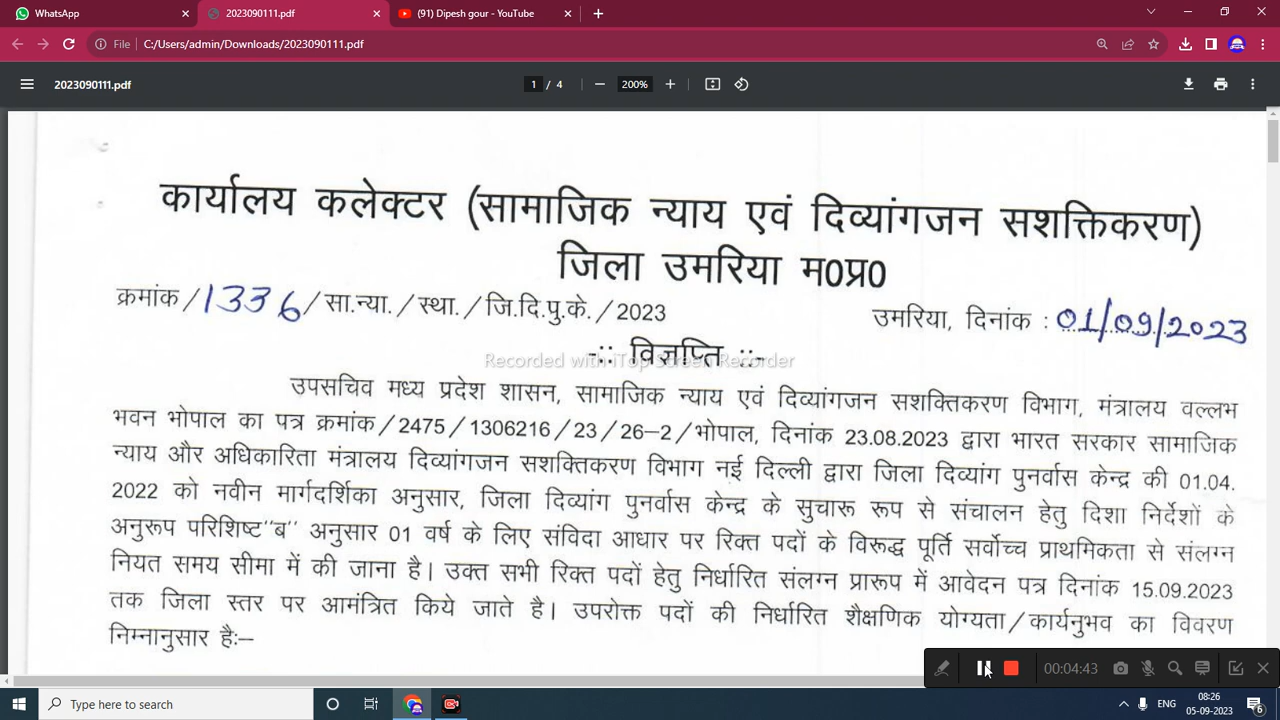 WhatsApp
2023090111.pdf
(91) Dipesh gour - YouTube
File
C:/Users/admin/Downloads/2023090111.pdf
2023090111.pdf
1 / 4
200%
कार्यालय कलेक्टर (सामाजिक न्याय एवं दिव्यांगजन सशक्तिकरण)
जिला उमरिया म0प्र0
क्रमांक /1336/सा.न्या./स्था./जि.दि.पु.के./2023
उमरिया, दिनांक : 01/09/2023
-:: विज्ञप्ति ::-
Recorded with iTop Screen Recorder
उपसचिव मध्य प्रदेश शासन, सामाजिक न्याय एवं दिव्यांगजन सशक्तिकरण विभाग, मंत्रालय वल्लभ
भवन भोपाल का पत्र क्रमांक/2475/1306216/23/26-2/भोपाल, दिनांक 23.08.2023 द्वारा भारत सरकार सामाजिक
न्याय और अधिकारिता मंत्रालय दिव्यांगजन सशक्तिकरण विभाग नई दिल्ली द्वारा जिला दिव्यांग पुनर्वास केन्द्र की 01.04.
2022 को नवीन मार्गदर्शिका अनुसार, जिला दिव्यांग पुनर्वास केन्द्र के सुचारू रूप से संचालन हेतु दिशा निर्देशों के
अनुरूप परिशिष्ट"ब" अनुसार 01 वर्ष के लिए संविदा आधार पर रिक्त पदों के विरूद्ध पूर्ति सर्वोच्च प्राथमिकता से संलग्न
नियत समय सीमा में की जाना है। उक्त सभी रिक्त पदों हेतु निर्धारित संलग्न प्रारूप में आवेदन पत्र दिनांक 15.09.2023
तक जिला स्तर पर आमंत्रित किये जाते है। उपरोक्त पदों की निर्धारित शैक्षणिक योग्यता/कार्यनुभव का विवरण
निम्नानुसार है:–
00:04:43
Type here to search
ENG
08:26
05-09-2023
6